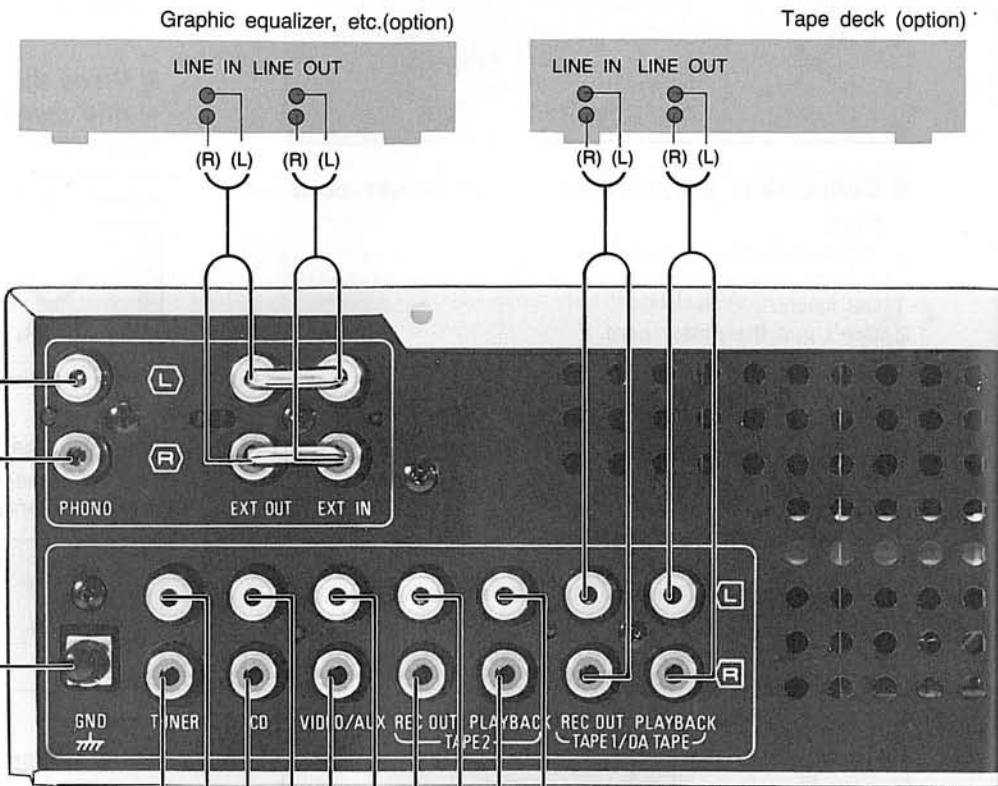 Graphic equalizer, etc.(option)
Tape deck (option)
LINE IN LINE OUT
LINE IN LINE OUT
(R) (L) (R) (L)
(R) (L) (R) (L)
L
R
PHONO EXT OUT EXT IN
L
R
GND TUNER CD VIDEO/AUX REC OUT PLAYBACK REC OUT PLAYBACK
TAPE2 TAPE1/DA TAPE